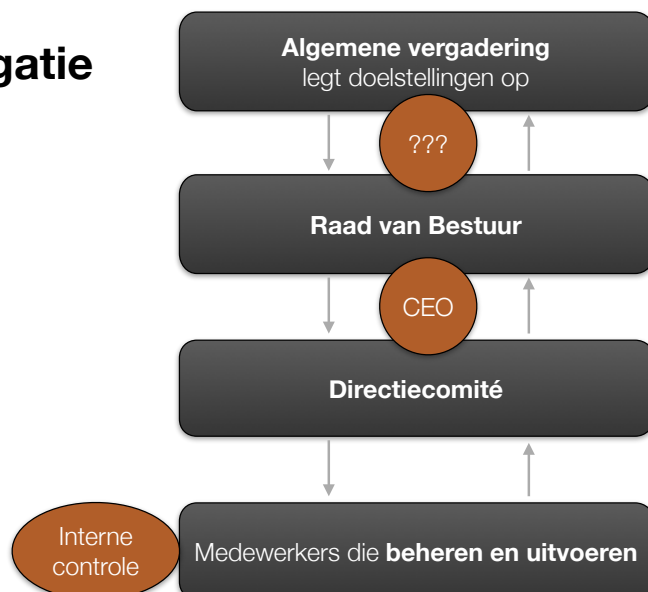 gatie
Algemene vergadering
legt doelstellingen op
???
Raad van Bestuur
CEO
Directiecomité
Interne
controle
Medewerkers die beheren en uitvoeren